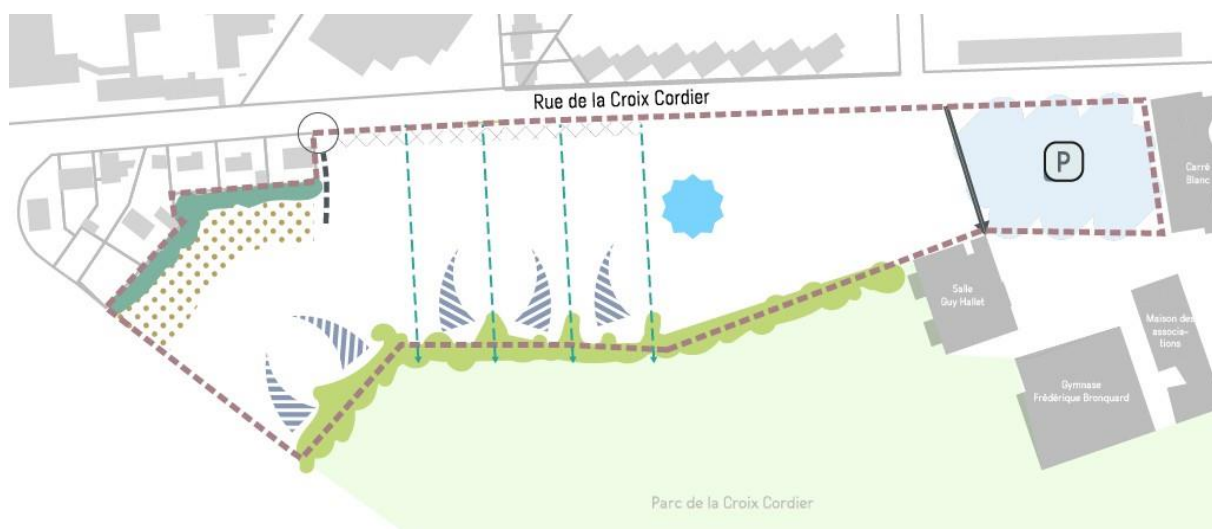 Rue de la Croix Cordier
P
Carré
Blanc
Salle
Guy Hallet
Maison des
associa-
tions
Gymnase
Frédérique Bronquard
Parc de la Croix Cordier